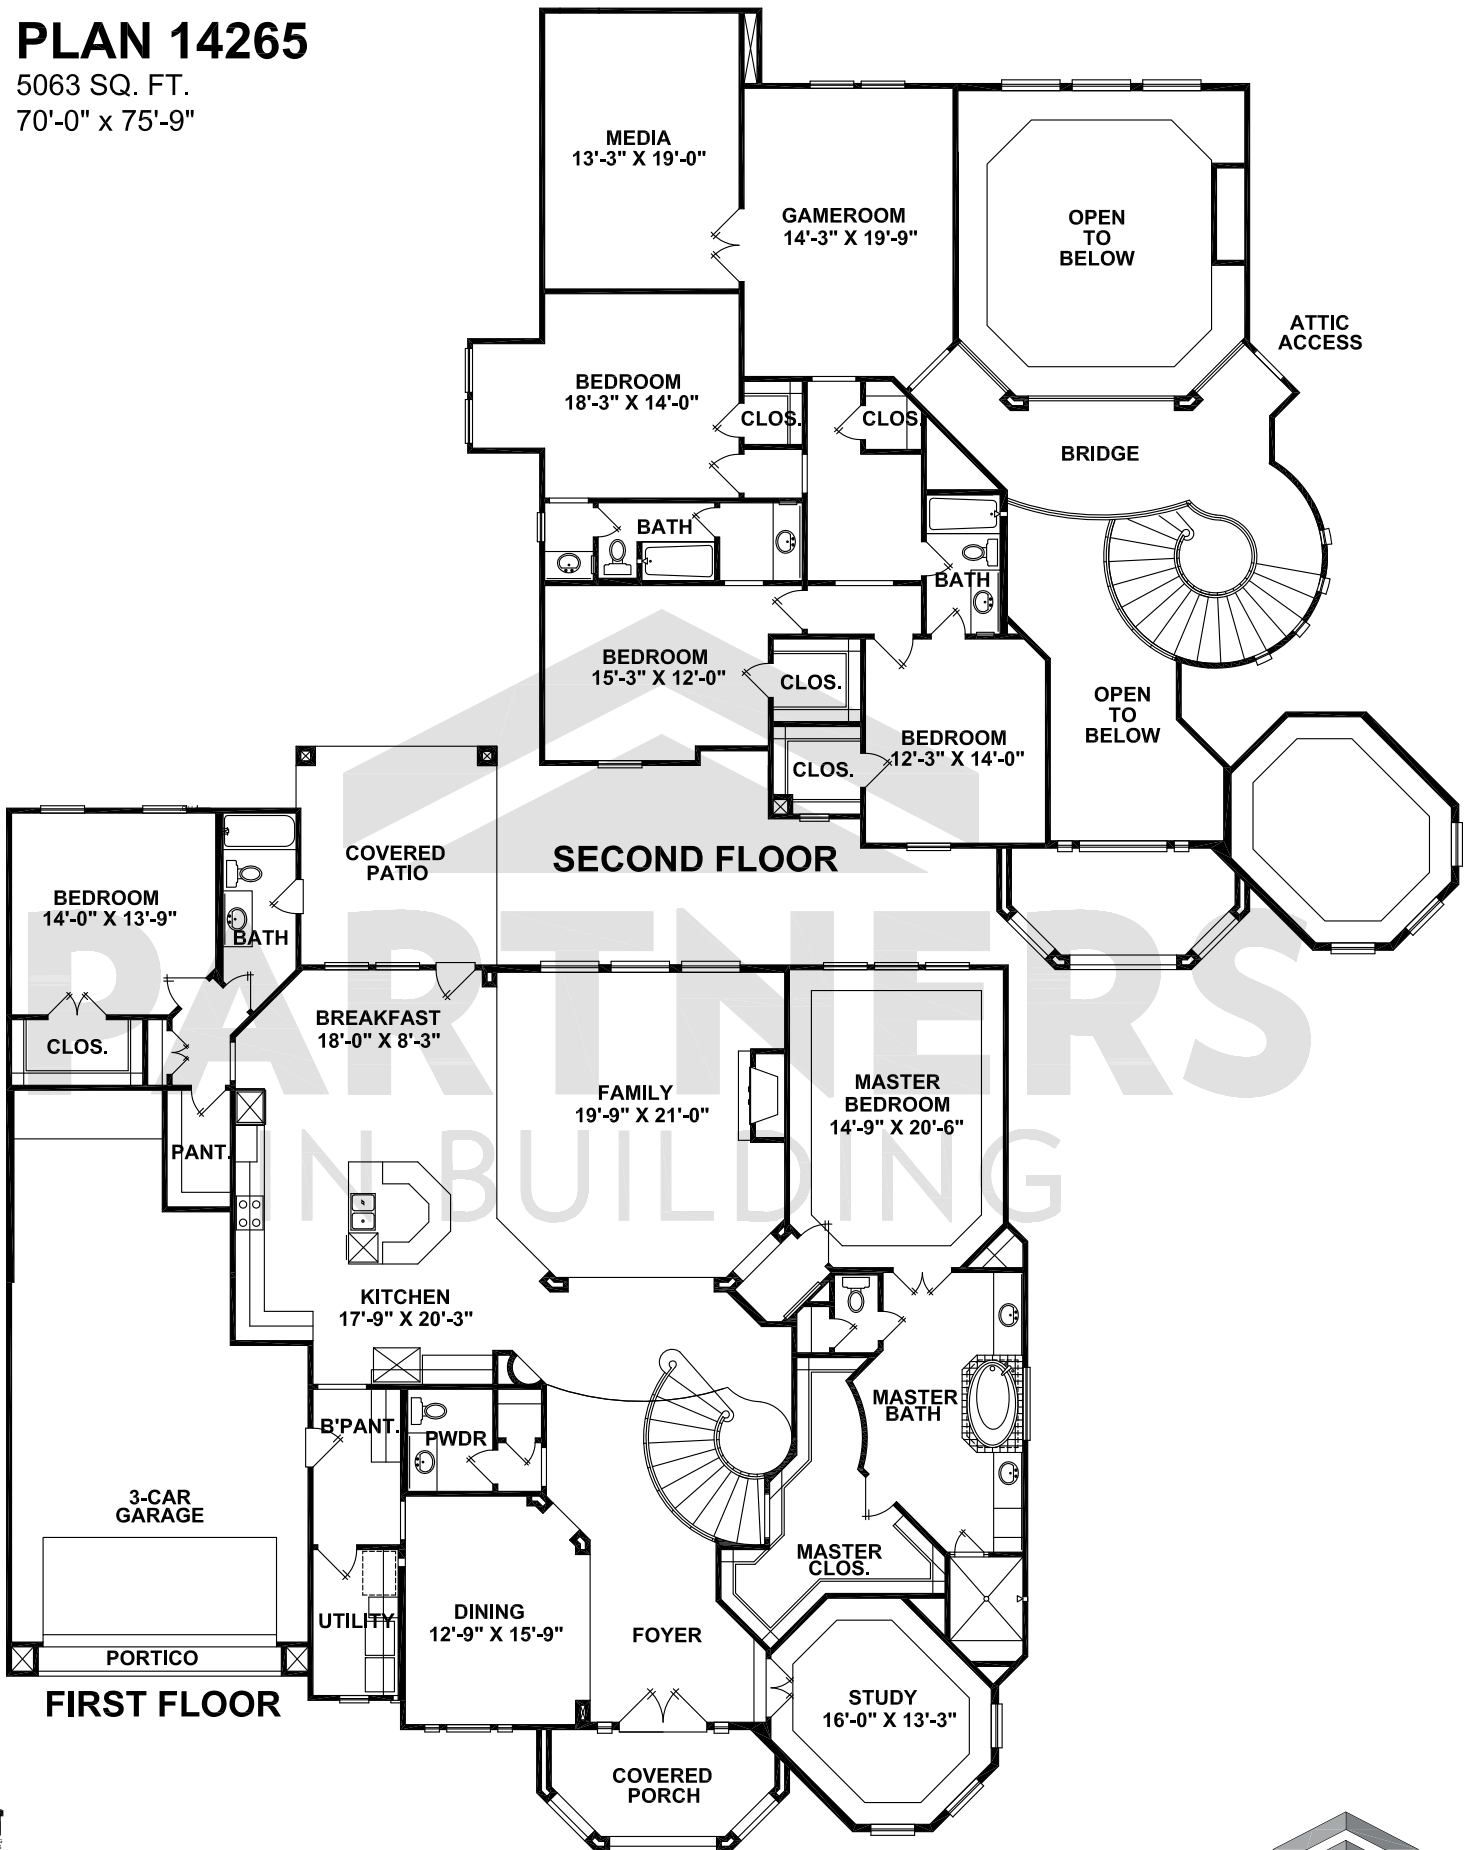 PLAN 14265
5063 SQ. FT.
70'-0" x 75'-9"
MEDIA
13'-3" X 19'-0"
GAMEROOM
14'-3" X 19'-9"
OPEN
TO
BELOW
ATTIC
ACCESS
BEDROOM
18'-3" X 14'-0"
CLOS.
CLOS.
BRIDGE
BATH
BATH
BEDROOM
15'-3" X 12'-0"
CLOS.
OPEN
TO
BELOW
BEDROOM
12'-3" X 14'-0"
CLOS.
SECOND FLOOR
COVERED
PATIO
BEDROOM
14'-0" X 13'-9"
BATH
PARTNERS
IN BUILDING
BREAKFAST
18'-0" X 8'-3"
CLOS.
FAMILY
19'-9" X 21'-0"
MASTER
BEDROOM
14'-9" X 20'-6"
PANT.
KITCHEN
17'-9" X 20'-3"
MASTER
BATH
B'PANT.
PWDR
3-CAR
GARAGE
MASTER
CLOS.
UTILITY
DINING
12'-9" X 15'-9"
FOYER
PORTICO
FIRST FLOOR
STUDY
16'-0" X 13'-3"
COVERED
PORCH